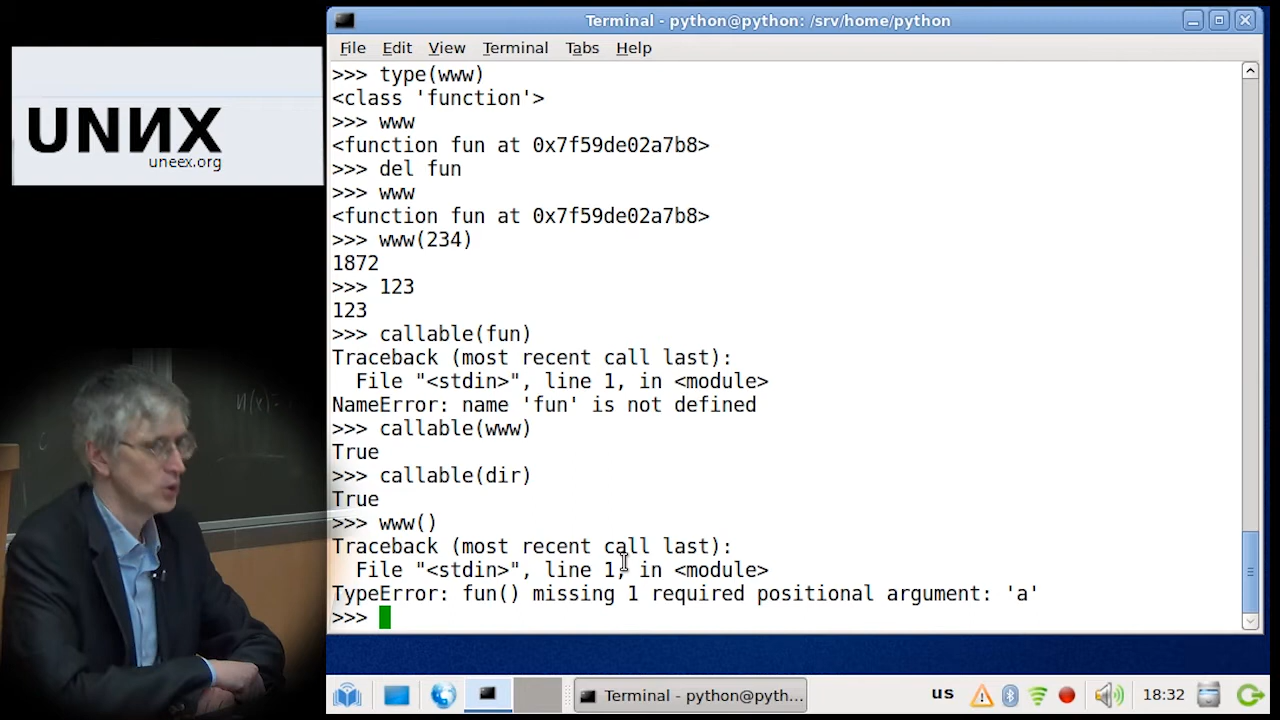 UNИX
uneex.org
Terminal - python@python: /srv/home/python
File Edit View Terminal Tabs Help
>>> type(www)
<class 'function'>
>>> www
<function fun at 0x7f59de02a7b8>
>>> del fun
>>> www
<function fun at 0x7f59de02a7b8>
>>> www(234)
1872
>>> 123
123
>>> callable(fun)
Traceback (most recent call last):
  File "<stdin>", line 1, in <module>
NameError: name 'fun' is not defined
>>> callable(www)
True
>>> callable(dir)
True
>>> www()
Traceback (most recent call last):
  File "<stdin>", line 1, in <module>
TypeError: fun() missing 1 required positional argument: 'a'
>>>
Terminal - python@pyth...
us
18:32